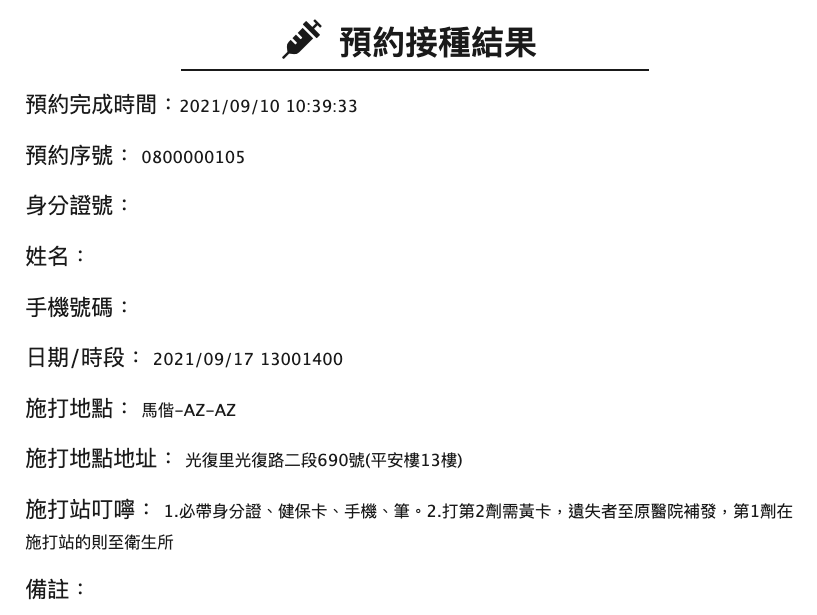 預約接種結果
預約完成時間：2021/09/10 10:39:33
預約序號： 0800000105
身分證號：
姓名：
手機號碼：
日期/時段： 2021/09/17 13001400
施打地點： 馬偕-AZ-AZ
施打地點地址： 光復里光復路二段690號(平安樓13樓)
施打站叮嚀： 1.必帶身分證、健保卡、手機、筆。2.打第2劑需黃卡，遺失者至原醫院補發，第1劑在
施打站的則至衛生所
備註：